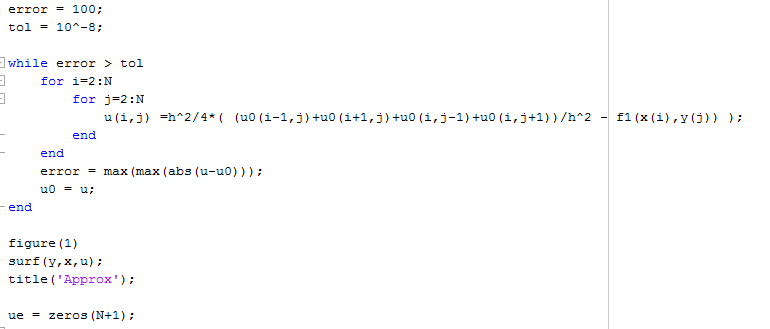 error = 100;
tol = 10^-8;
while error > tol
for i=2:N
for j=2:N
u(i,j) =h^2/4*( (u0(i-1,j)+u0(i+1,j)+u0(i,j-1)+u0(i,j+1))/h^2 - f1(x(i),y(j)) );
end
end
error = max(max(abs(u-u0)));
u0 = u;
end
figure(1)
surf(y,x,u);
title('Approx');
ue = zeros(N+1);